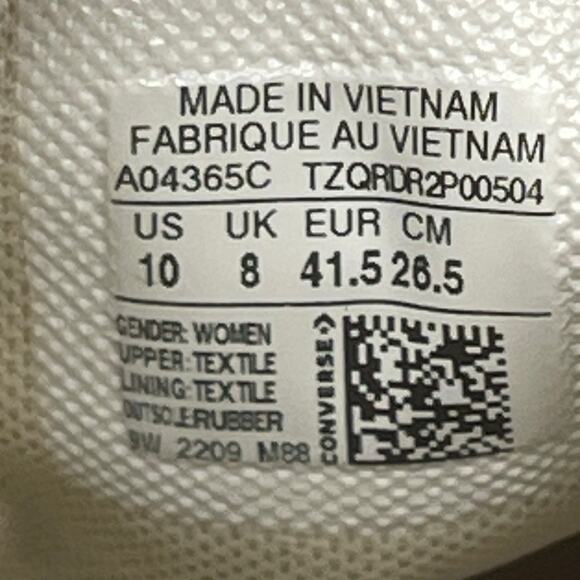 MADE IN VIETNAM
FABRIQUE AU VIETNAM
A04365C TZQRDR2P00504
US UK EUR CM
10 8 41.5 26.5
GENDER: WOMEN
UPPER: TEXTILE
LINING: TEXTILE
OUTSOLE: RUBBER
9W 2209 M88
CONVERSE